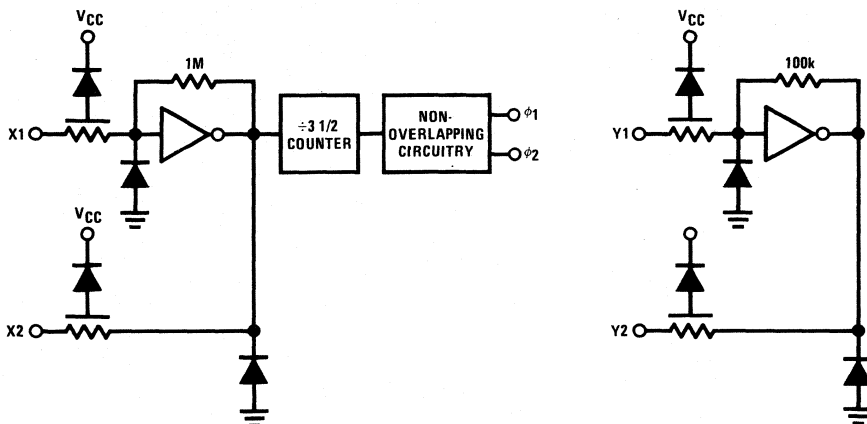 VCC
1M
X1
÷3 1/2
COUNTER
NON-
OVERLAPPING
CIRCUITRY
ϕ1
ϕ2
VCC
X2
VCC
100k
Y1
Y2